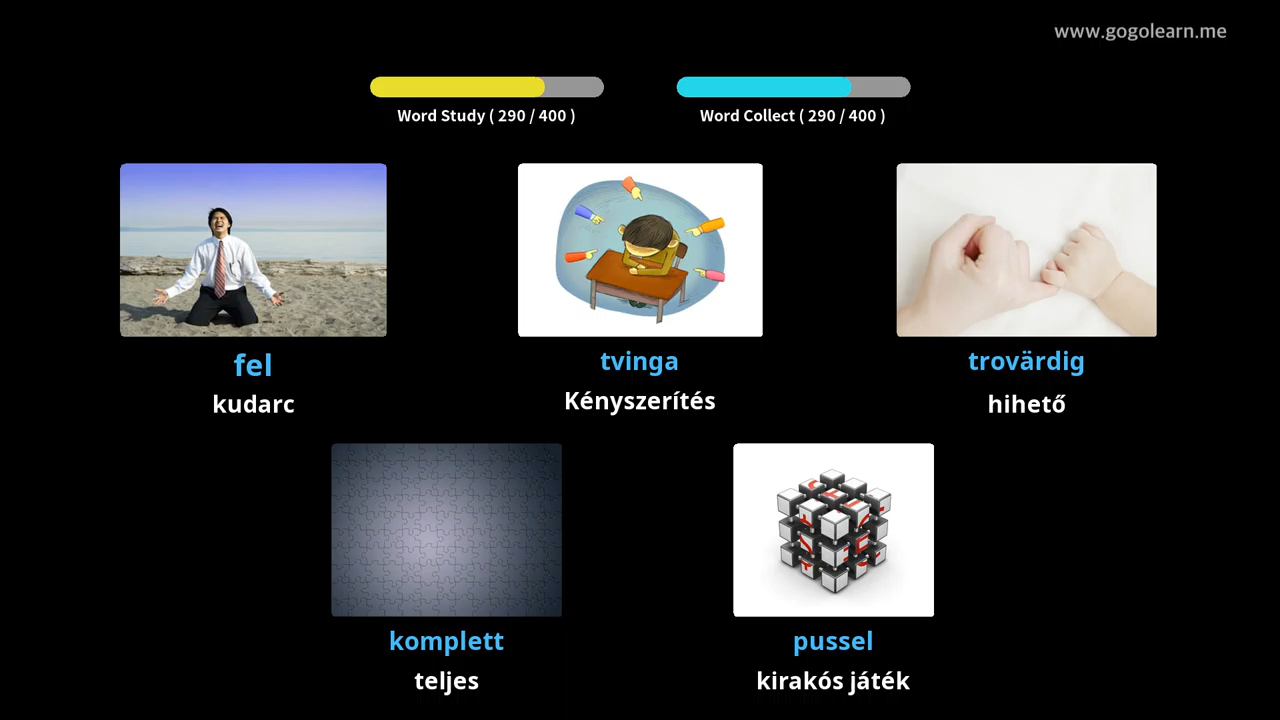 www.gogolearn.me
Word Study ( 290 / 400 )
Word Collect ( 290 / 400 )
fel
kudarc
tvinga
Kényszerítés
trovärdig
hihető
komplett
teljes
pussel
kirakós játék